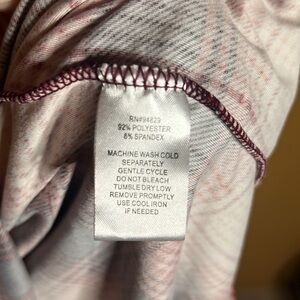 RN#94829
92% POLYESTER
8% SPANDEX
MACHINE WASH COLD
SEPARATELY
GENTLE CYCLE
DO NOT BLEACH
TUMBLE DRY LOW
REMOVE PROMPTLY
USE COOL IRON
IF NEEDED